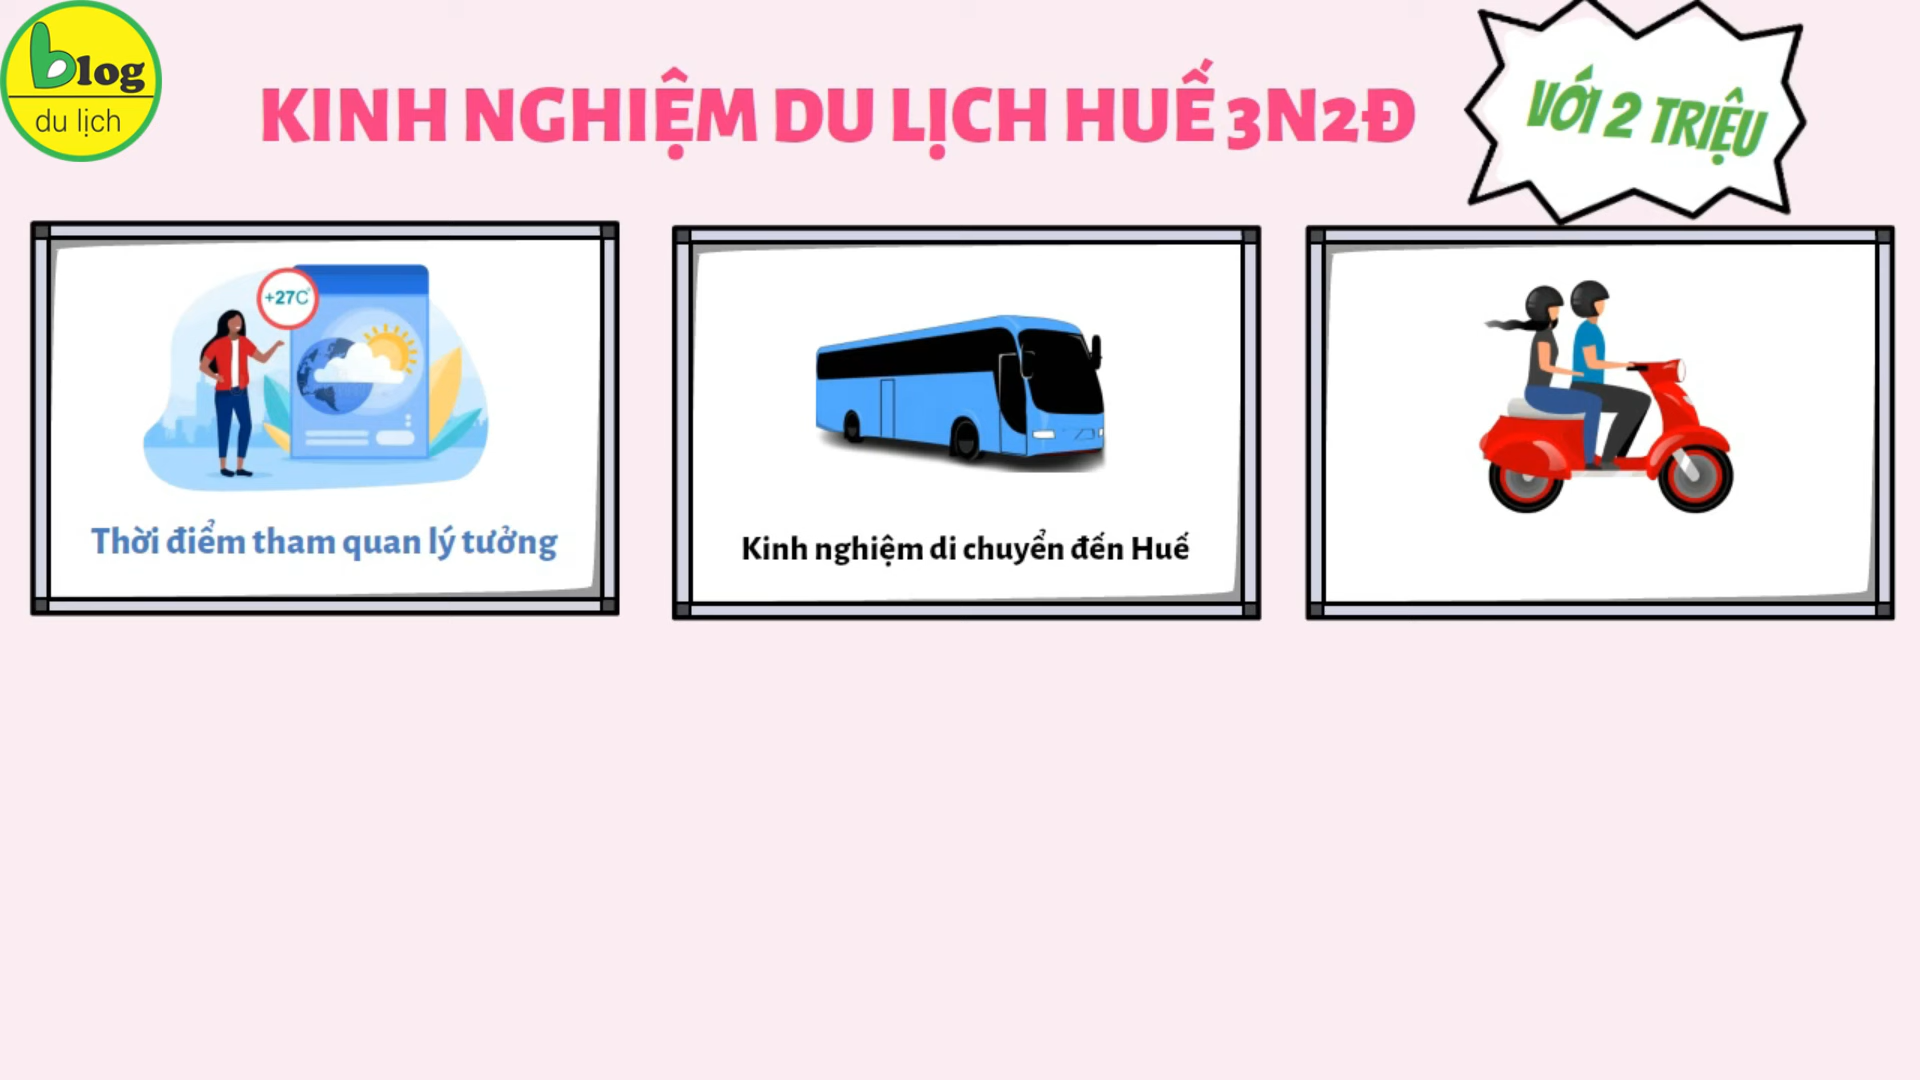 blog
du lịch
KINH NGHIỆM DU LỊCH HUẾ 3N2Đ
VỚI 2 TRIỆU
+27C°
Thời điểm tham quan lý tưởng
Kinh nghiệm di chuyển đến Huế